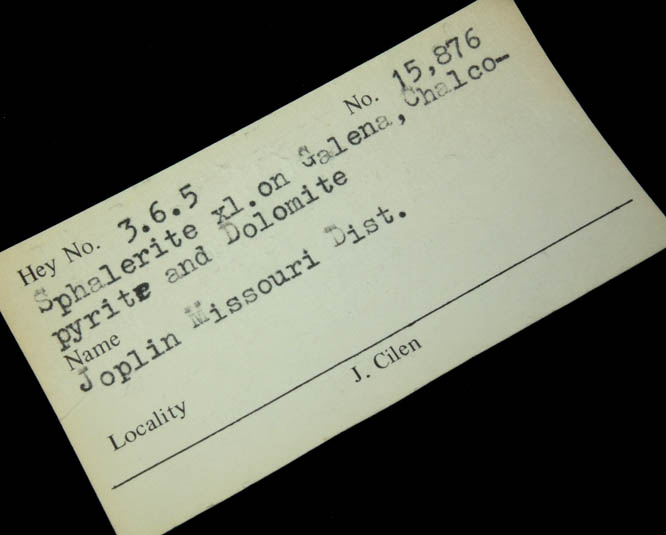 Hey No. 3.6.5 No. 15,876
Sphalerite xl.on Galena, Chalco-
pyrite and Dolomite
Name
Joplin Missouri Dist.
Locality
J. Cilen